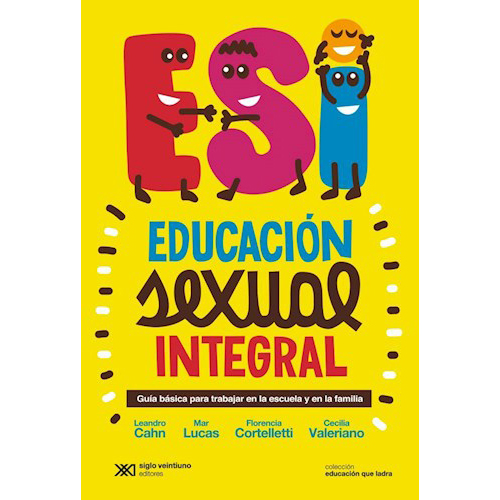 ESi
EDUCACIÓN
sexual
INTEGRAL
Guía básica para trabajar en la escuela y en la familia
Leandro Cahn
Mar Lucas
Florencia Cortelletti
Cecilia Valeriano
siglo veintiuno
editores
colección
educación que ladra